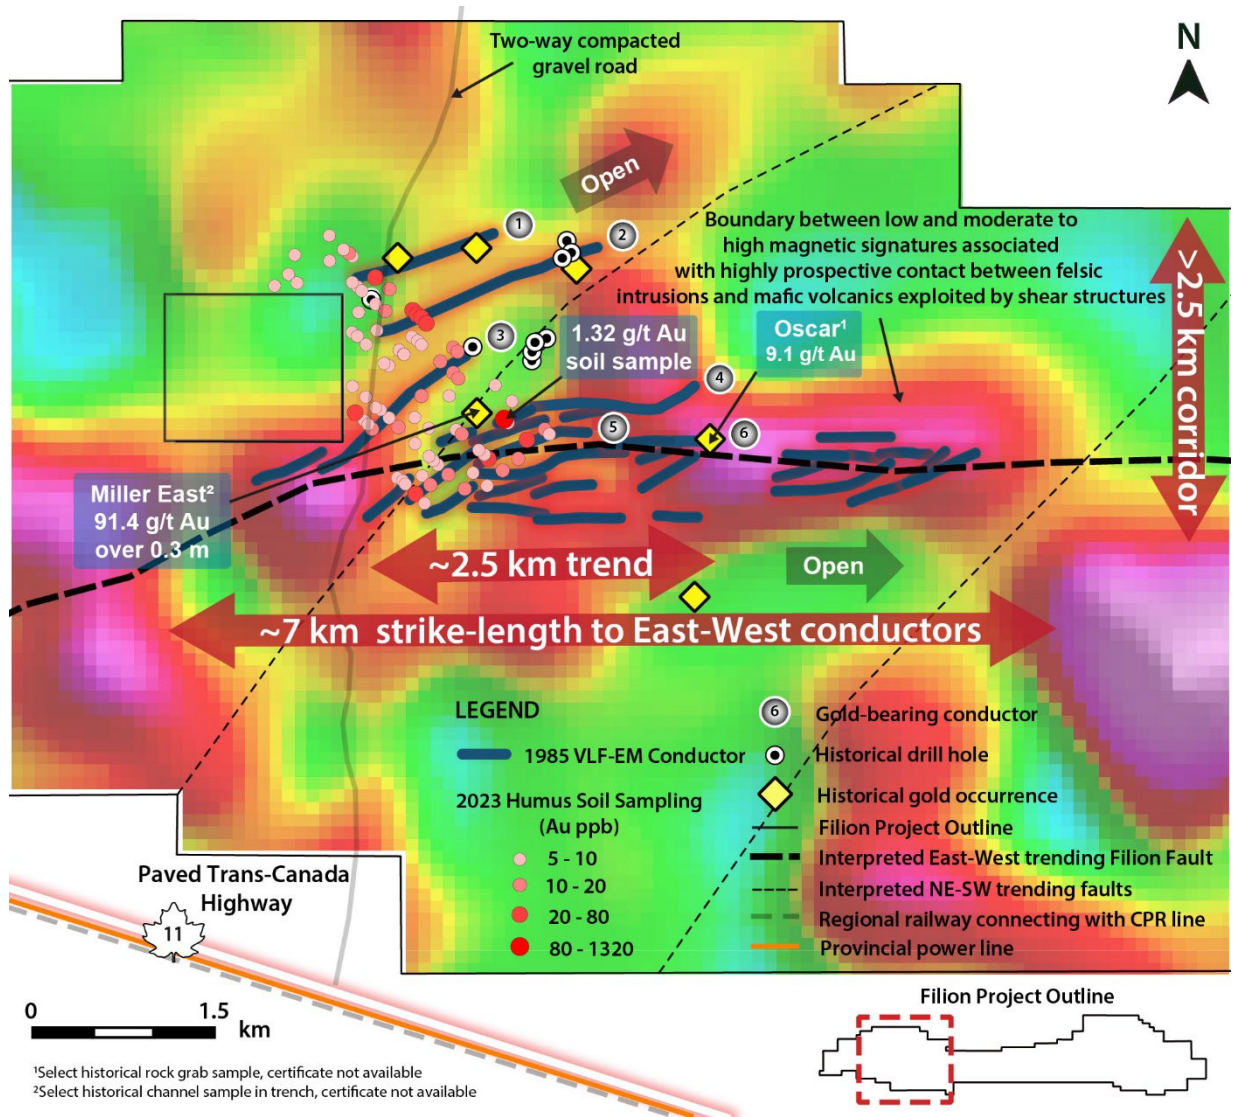 Two-way compacted
gravel road
N
Open
1
2
Boundary between low and moderate to
high magnetic signatures associated
with highly prospective contact between felsic
intrusions and mafic volcanics exploited by shear structures
>2.5 km corridor
3
1.32 g/t Au
soil sample
Oscar¹
9.1 g/t Au
4
5
6
Miller East²
91.4 g/t Au
over 0.3 m
~2.5 km trend
Open
~7 km strike-length to East-West conductors
LEGEND
1985 VLF-EM Conductor
2023 Humus Soil Sampling
(Au ppb)
5 - 10
10 - 20
20 - 80
80 - 1320
6
Gold-bearing conductor
Historical drill hole
Historical gold occurrence
Filion Project Outline
Interpreted East-West trending Filion Fault
Interpreted NE-SW trending faults
Regional railway connecting with CPR line
Provincial power line
Paved Trans-Canada
Highway
11
0 1.5
km
Filion Project Outline
¹Select historical rock grab sample, certificate not available
²Select historical channel sample in trench, certificate not available